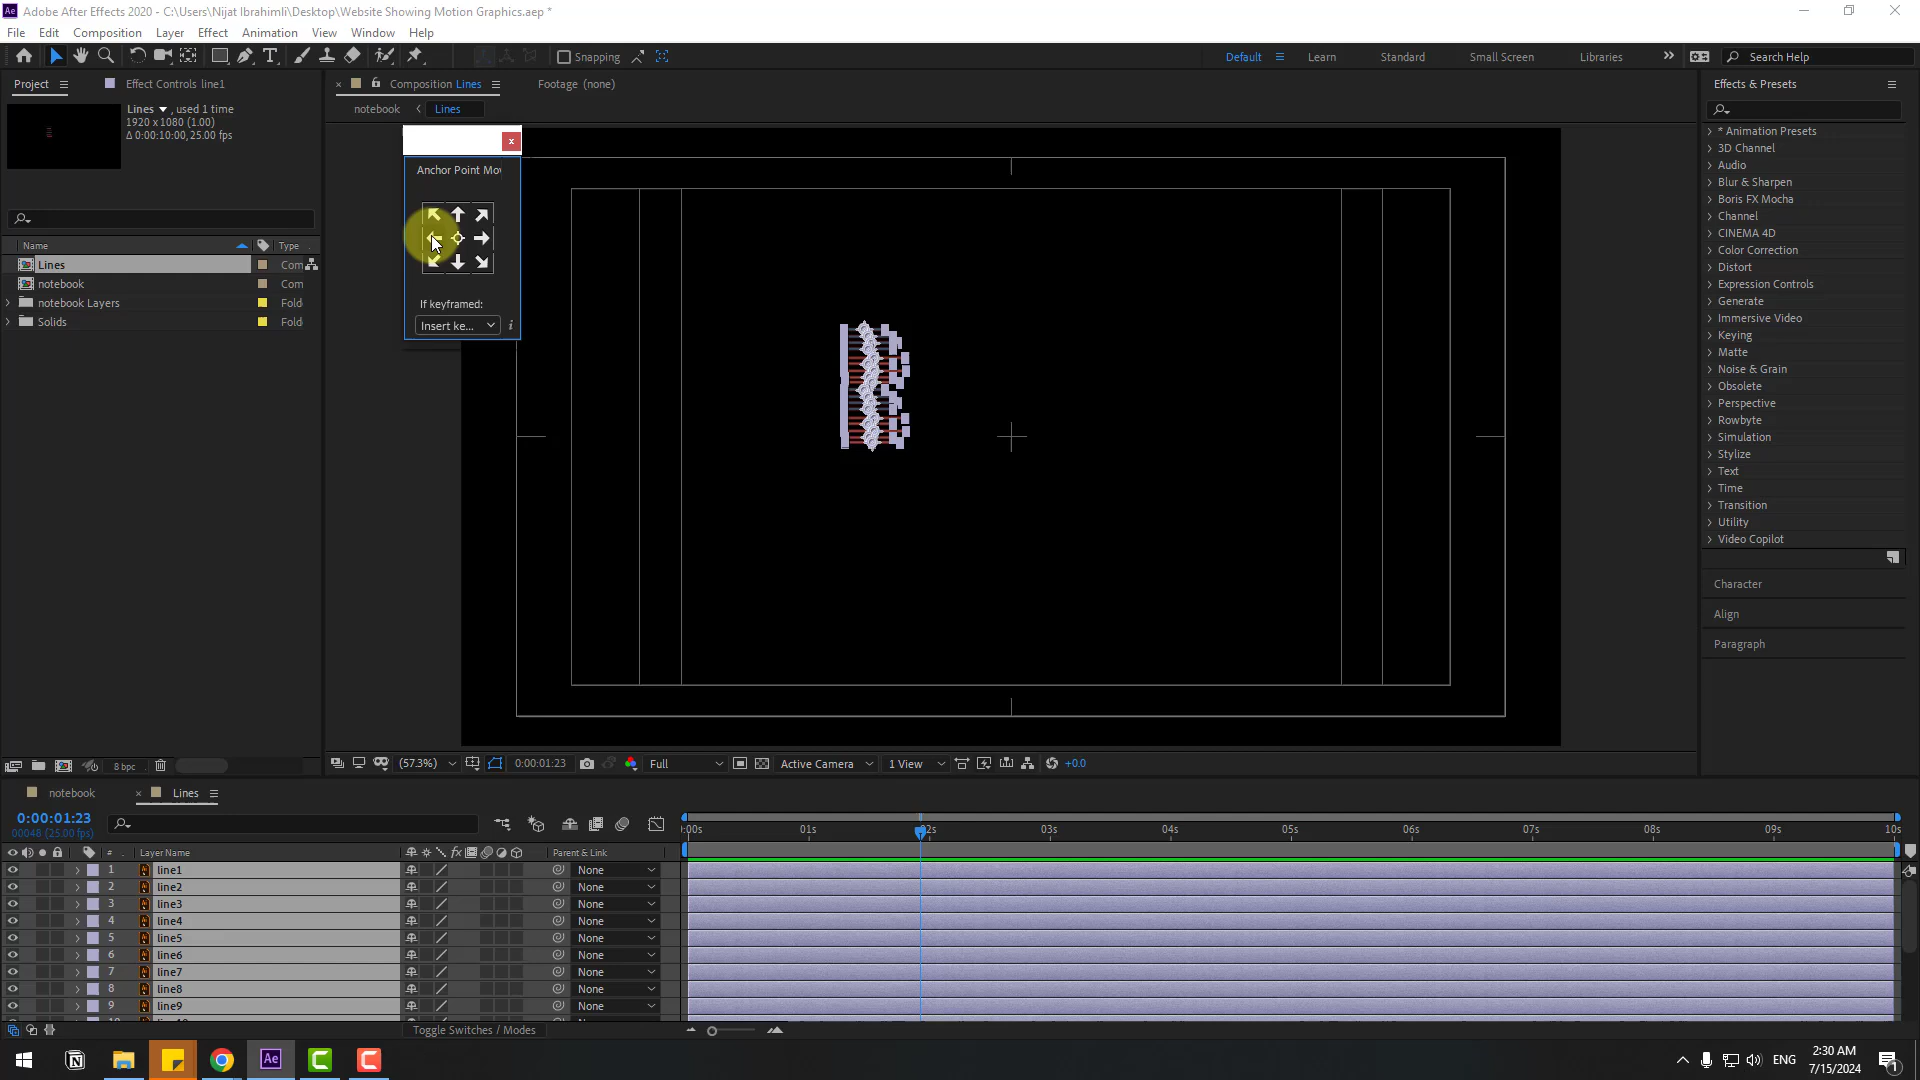 Adobe After Effects 2020 - C:\Users\Nijat Ibrahimli\Desktop\Website Showing Motion Graphics.aep *
File Edit Composition Layer Effect Animation View Window Help
Snapping
Default Learn Standard Small Screen Libraries
Search Help
Project Effect Controls line1
Composition Lines
Footage (none)
Effects & Presets
Lines, used 1 time
1920 x 1080 (1.00)
Δ 0:00:10:00, 25.00 fps
notebook Lines
Anchor Point Mov
If keyframed:
Insert ke...
Name Type
Lines Com
notebook Com
notebook Layers Fold
Solids Fold
* Animation Presets
3D Channel
Audio
Blur & Sharpen
Boris FX Mocha
Channel
CINEMA 4D
Color Correction
Distort
Expression Controls
Generate
Immersive Video
Keying
Matte
Noise & Grain
Obsolete
Perspective
Rowbyte
Simulation
Stylize
Text
Time
Transition
Utility
Video Copilot
Character
Align
Paragraph
8 bpc
(57.3%) 0:00:01:23 Full Active Camera 1 View +0.0
notebook Lines
0:00:01:23
00048 (25.00 fps)
:00s 01s 02s 03s 04s 05s 06s 07s 08s 09s 10s
# Layer Name Parent & Link
1 line1 None
2 line2 None
3 line3 None
4 line4 None
5 line5 None
6 line6 None
7 line7 None
8 line8 None
9 line9 None
Toggle Switches / Modes
ENG
2:30 AM
7/15/2024